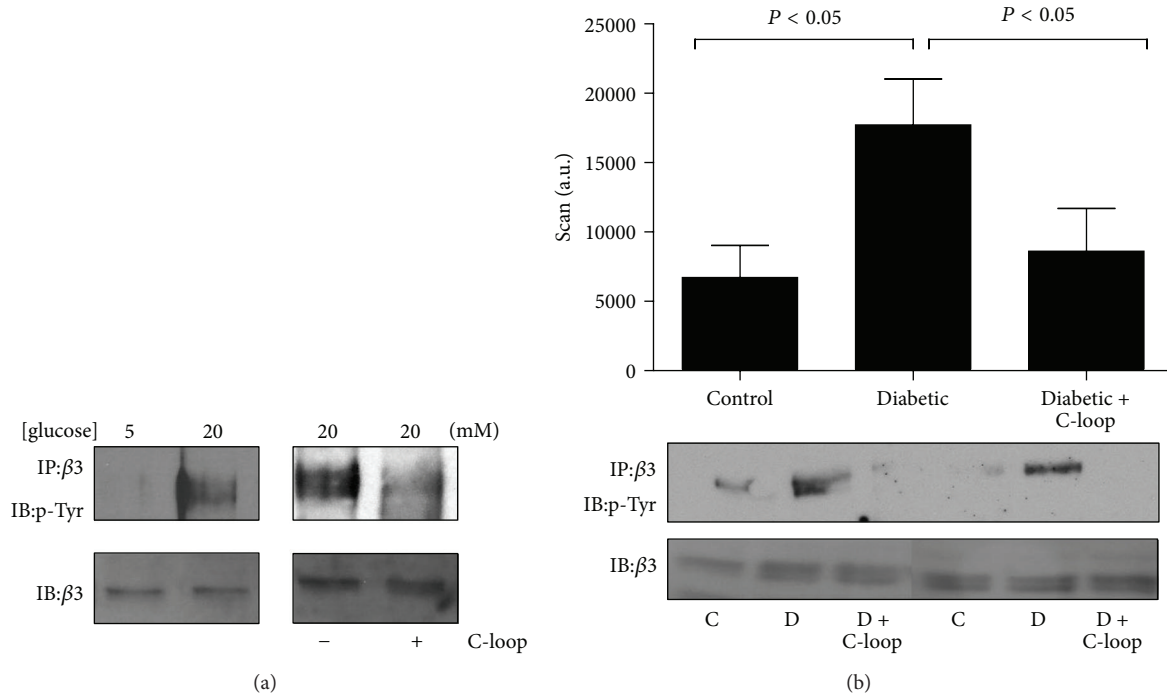 [glucose] 5 20 20 20 (mM)
IP:β3
IB:p-Tyr
IB:β3
− + C-loop
(a)
P < 0.05 P < 0.05
25000
20000
15000
10000
5000
0
Scan (a.u.)
Control Diabetic Diabetic +
C-loop
IP:β3
IB:p-Tyr
IB:β3
C D D + C D D +
C-loop C-loop
(b)